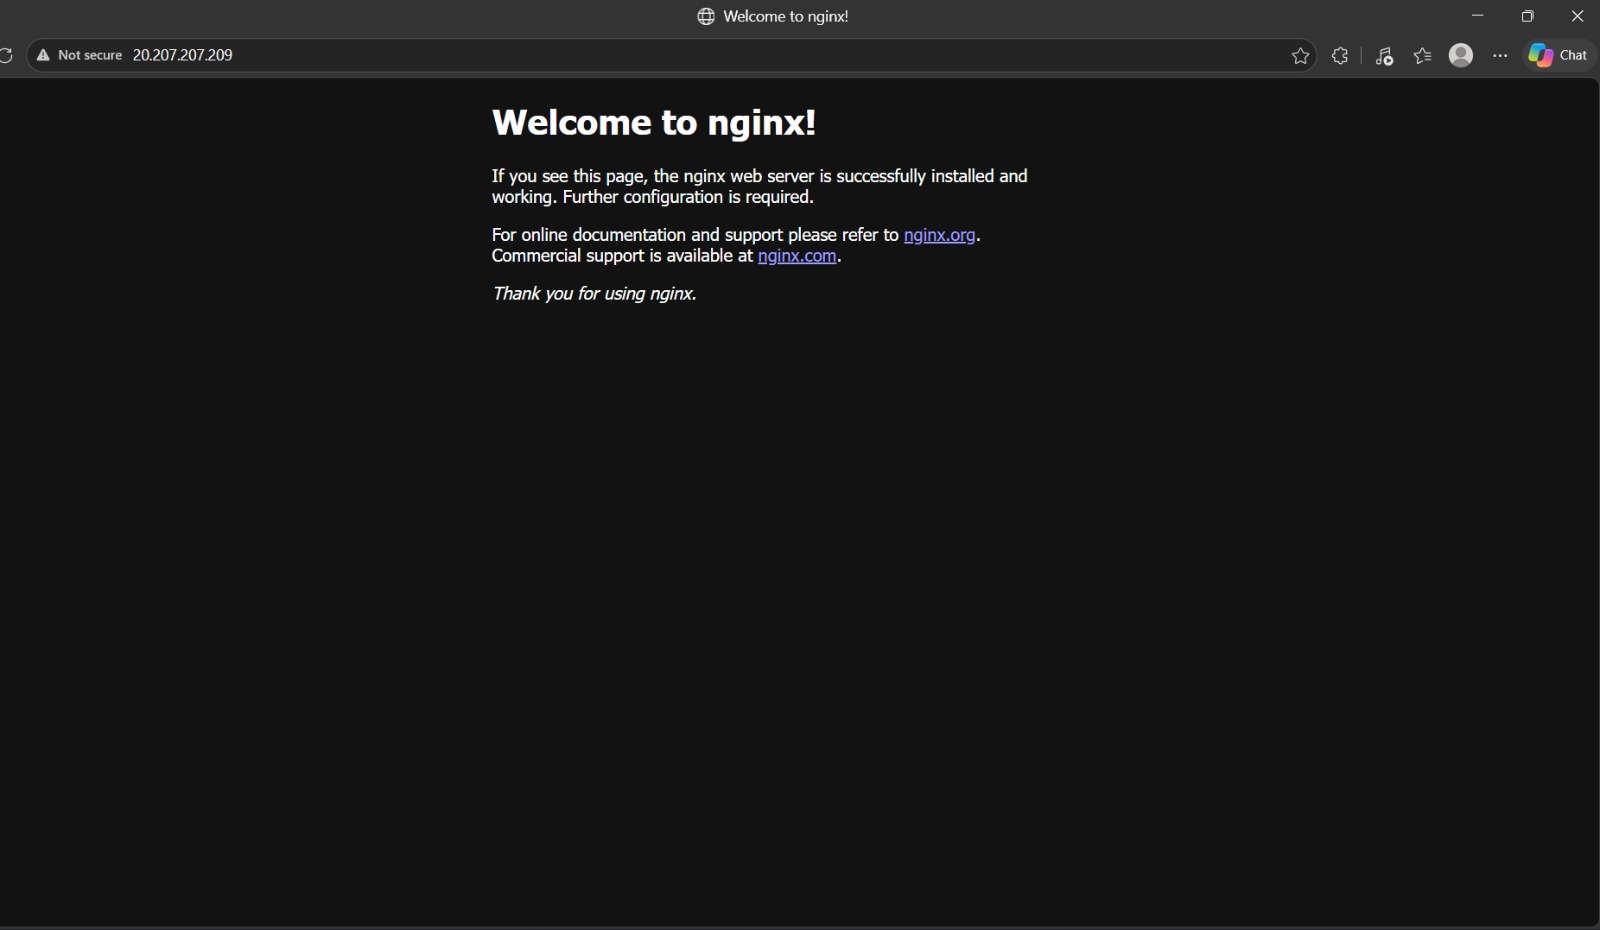 Welcome to nginx!
Not secure 20.207.207.209
Chat
Welcome to nginx!
If you see this page, the nginx web server is successfully installed and
working. Further configuration is required.
For online documentation and support please refer to nginx.org.
Commercial support is available at nginx.com.
Thank you for using nginx.